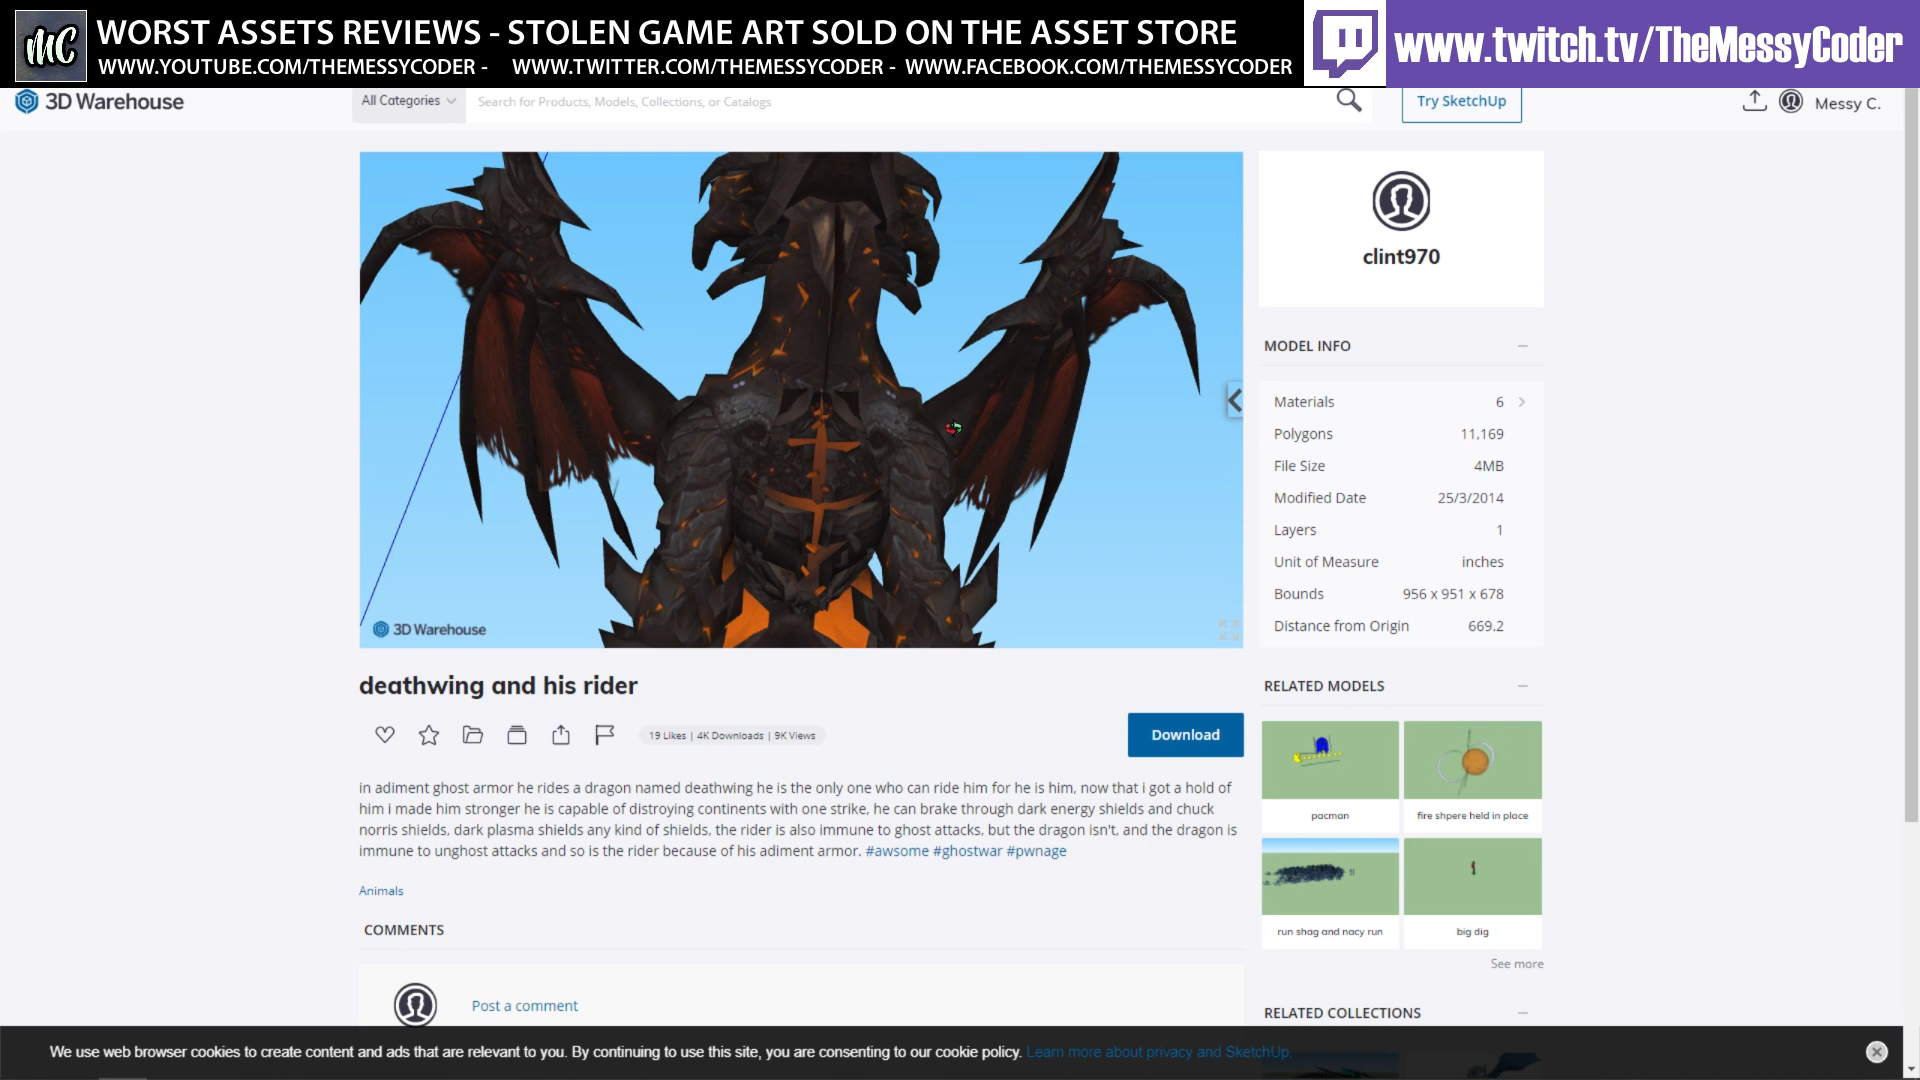 MC
WORST ASSETS REVIEWS - STOLEN GAME ART SOLD ON THE ASSET STORE
WWW.YOUTUBE.COM/THEMESSYCODER - WWW.TWITTER.COM/THEMESSYCODER - WWW.FACEBOOK.COM/THEMESSYCODER
www.twitch.tv/TheMessyCoder
3D Warehouse
All Categories
Search for Products, Models, Collections, or Catalogs
Try SketchUp
Messy C.
clint970
MODEL INFO
Materials 6
Polygons 11,169
File Size 4MB
Modified Date 25/3/2014
Layers 1
Unit of Measure inches
Bounds 956 x 951 x 678
Distance from Origin 669.2
3D Warehouse
deathwing and his rider
19 Likes | 4K Downloads | 9K Views
Download
in adiment ghost armor he rides a dragon named deathwing he is the only one who can ride him for he is him, now that i got a hold of
him i made him stronger he is capable of distroying continents with one strike, he can brake through dark energy shields and chuck
norris shields, dark plasma shields any kind of shields, the rider is also immune to ghost attacks, but the dragon isn't, and the dragon is
immune to unghost attacks and so is the rider because of his adiment armor. #awsome #ghostwar #pwnage
Animals
COMMENTS
Post a comment
RELATED MODELS
pacman
fire shpere held in place
run shag and nacy run
big dig
See more
RELATED COLLECTIONS
We use web browser cookies to create content and ads that are relevant to you. By continuing to use this site, you are consenting to our cookie policy. Learn more about privacy and SketchUp.